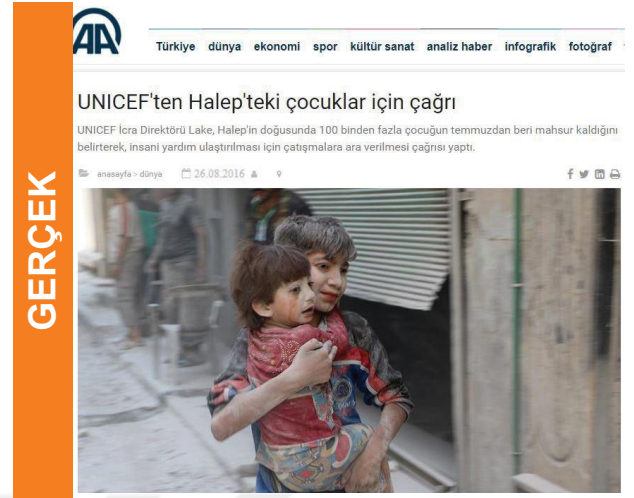 GERÇEK
AA
Türkiye dünya ekonomi spor kültür sanat analiz haber infografik fotoğraf
UNICEF'ten Halep'teki çocuklar için çağrı
UNICEF İcra Direktörü Lake, Halep'in doğusunda 100 binden fazla çocuğun temmuzdan beri mahsur kaldığını
belirterek, insani yardım ulaştırılması için çatışmalara ara verilmesi çağrısı yaptı.
anasayfa > dünya 26.08.2016